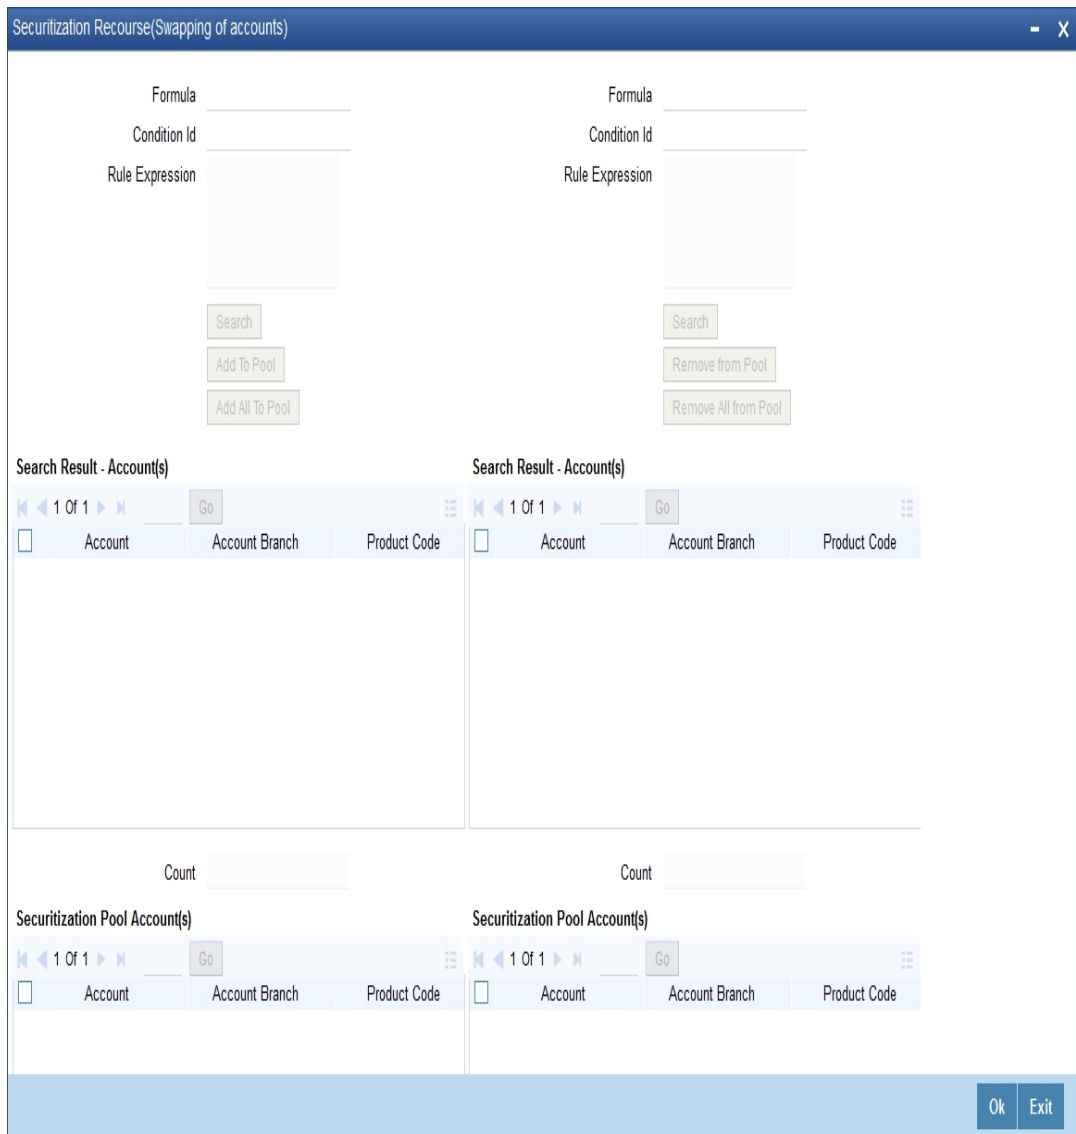 Securitization Recourse(Swapping of accounts)
Formula
Condition Id
Rule Expression
Search
Add To Pool
Add All To Pool
Formula
Condition Id
Rule Expression
Search
Remove from Pool
Remove All from Pool
Search Result - Account(s)
1 Of 1 Go
Account Account Branch Product Code
Search Result - Account(s)
1 Of 1 Go
Account Account Branch Product Code
Count
Count
Securitization Pool Account(s)
1 Of 1 Go
Account Account Branch Product Code
Securitization Pool Account(s)
1 Of 1 Go
Account Account Branch Product Code
Ok Exit